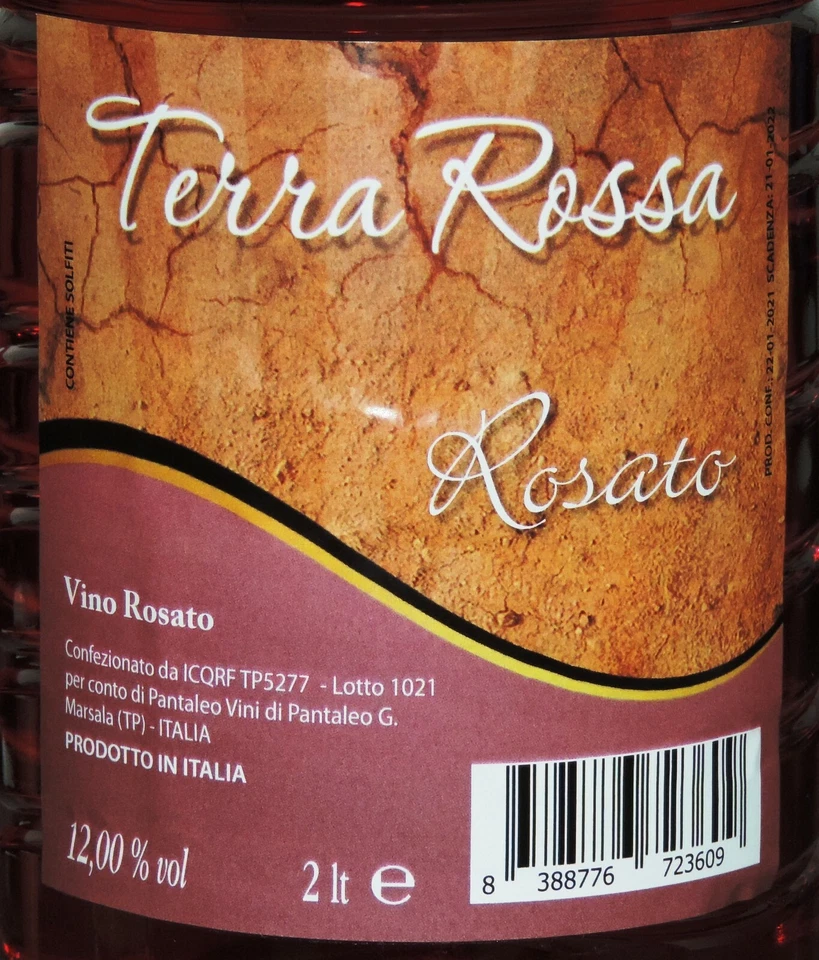 Terra Rossa
CONTIENE SOLFITI
PROD. CONF.: 22-01-2021 SCADENZA: 21-01-2022
Rosato
Vino Rosato
Confezionato da ICQRF TP5277 - Lotto 1021
per conto di Pantaleo Vini di Pantaleo G.
Marsala (TP) - ITALIA
PRODOTTO IN ITALIA
12,00 % vol
2 lt ℮
8 388776 723609